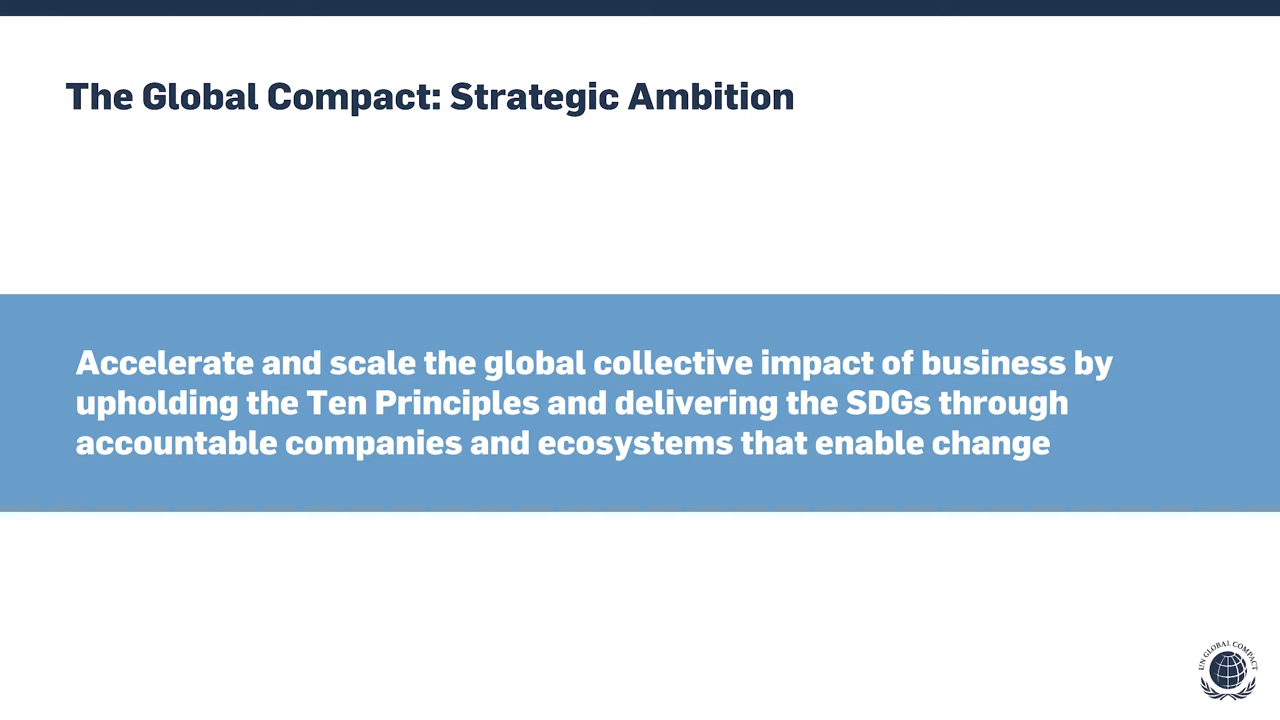 The Global Compact: Strategic Ambition
Accelerate and scale the global collective impact of business by
upholding the Ten Principles and delivering the SDGs through
accountable companies and ecosystems that enable change
UN GLOBAL COMPACT